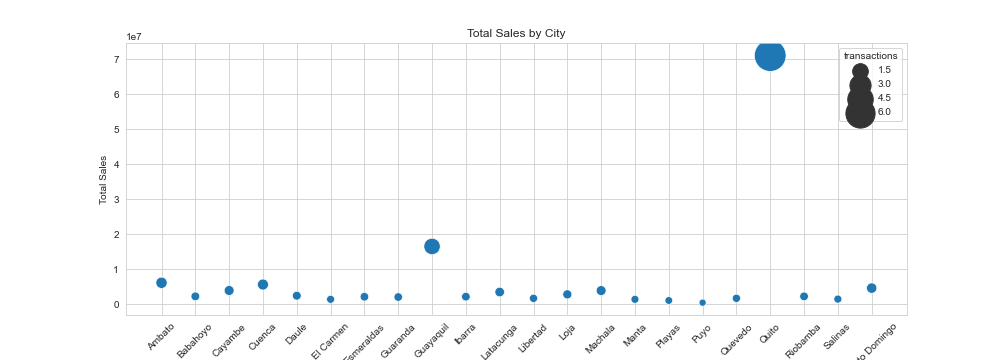 Total Sales by City
1e7
Total Sales
7
6
5
4
3
2
1
0
transactions
1.5
3.0
4.5
6.0
Ambato
Babahoyo
Cayambe
Cuenca
Daule
El Carmen
Esmeraldas
Guaranda
Guayaquil
Ibarra
Latacunga
Libertad
Loja
Machala
Manta
Playas
Puyo
Quevedo
Quito
Riobamba
Salinas
to Domingo